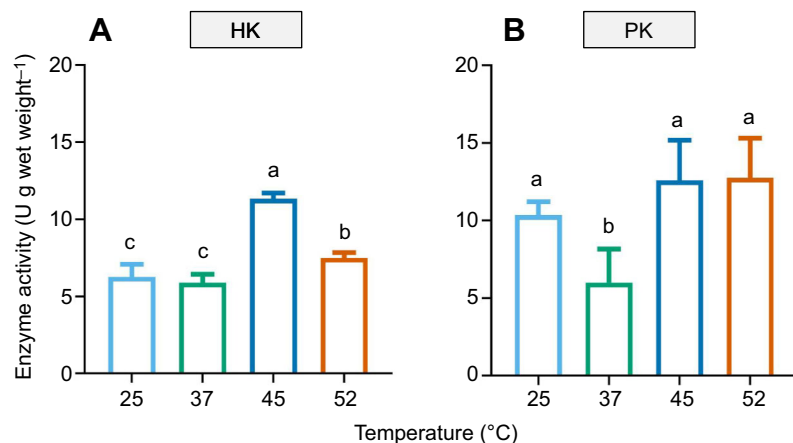 A
HK
B
PK
Enzyme activity (U g wet weight⁻¹)
20
15
10
5
0
c
c
a
b
25
37
45
52
20
15
10
5
0
a
b
a
a
25
37
45
52
Temperature (°C)